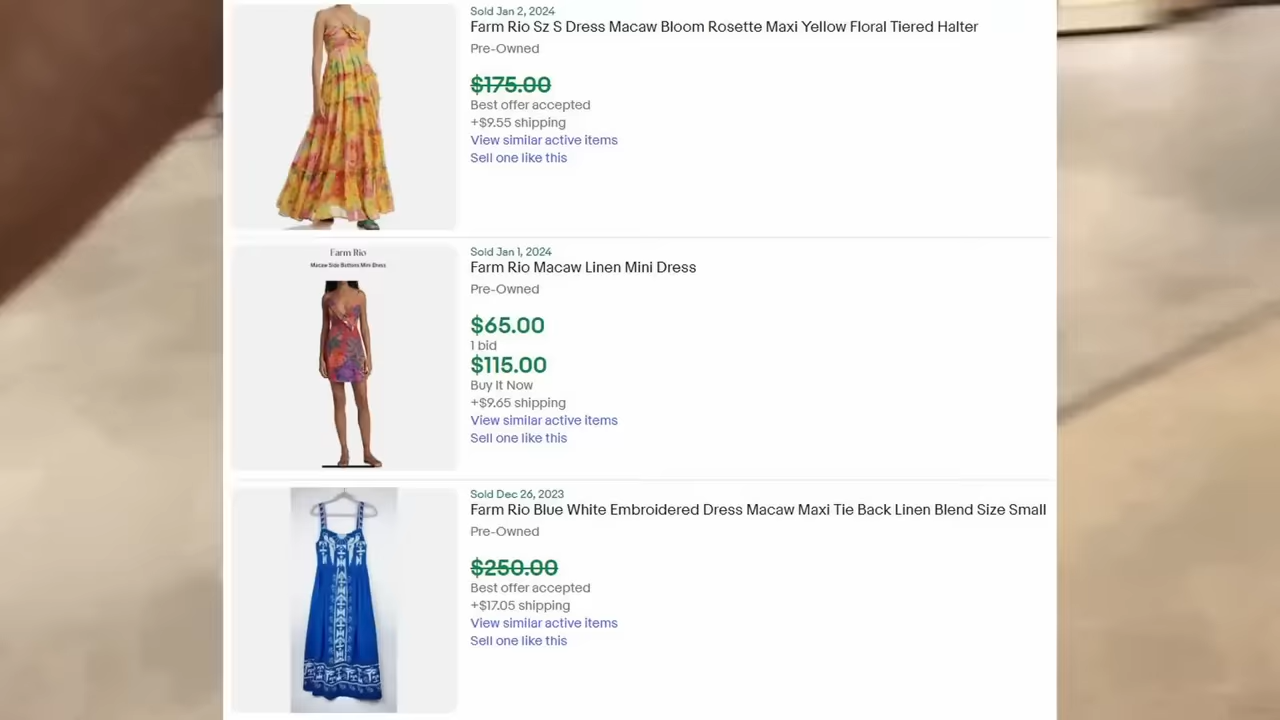 Sold Jan 2, 2024
Farm Rio Sz S Dress Macaw Bloom Rosette Maxi Yellow Floral Tiered Halter
Pre-Owned
$175.00
Best offer accepted
+$9.55 shipping
View similar active items
Sell one like this
Farm Rio
Macaw Side Buttons Mini Dress
Sold Jan 1, 2024
Farm Rio Macaw Linen Mini Dress
Pre-Owned
$65.00
1 bid
$115.00
Buy It Now
+$9.65 shipping
View similar active items
Sell one like this
Sold Dec 26, 2023
Farm Rio Blue White Embroidered Dress Macaw Maxi Tie Back Linen Blend Size Small
Pre-Owned
$250.00
Best offer accepted
+$17.05 shipping
View similar active items
Sell one like this